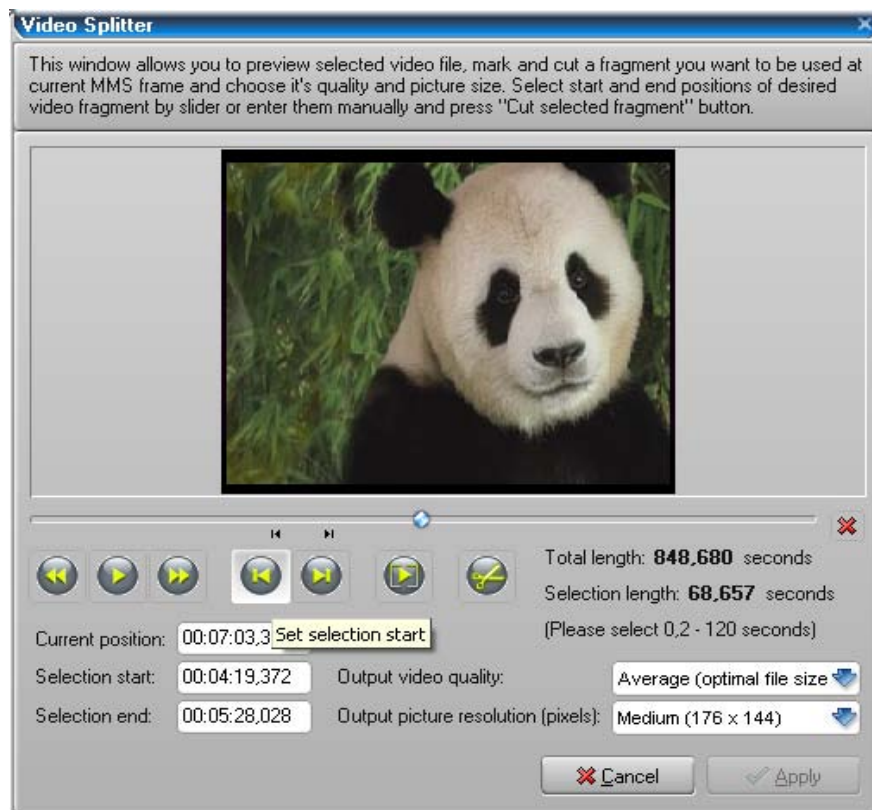 Video Splitter
This window allows you to preview selected video file, mark and cut a fragment you want to be used at
current MMS frame and choose it's quality and picture size. Select start and end positions of desired
video fragment by slider or enter them manually and press "Cut selected fragment" button.
Total length: 848,680 seconds
Selection length: 68,657 seconds
(Please select 0,2 - 120 seconds)
Current position: 00:07:03,3
Set selection start
Selection start: 00:04:19,372
Output video quality: Average (optimal file size
Selection end: 00:05:28,028
Output picture resolution (pixels): Medium (176 x 144)
Cancel
Apply